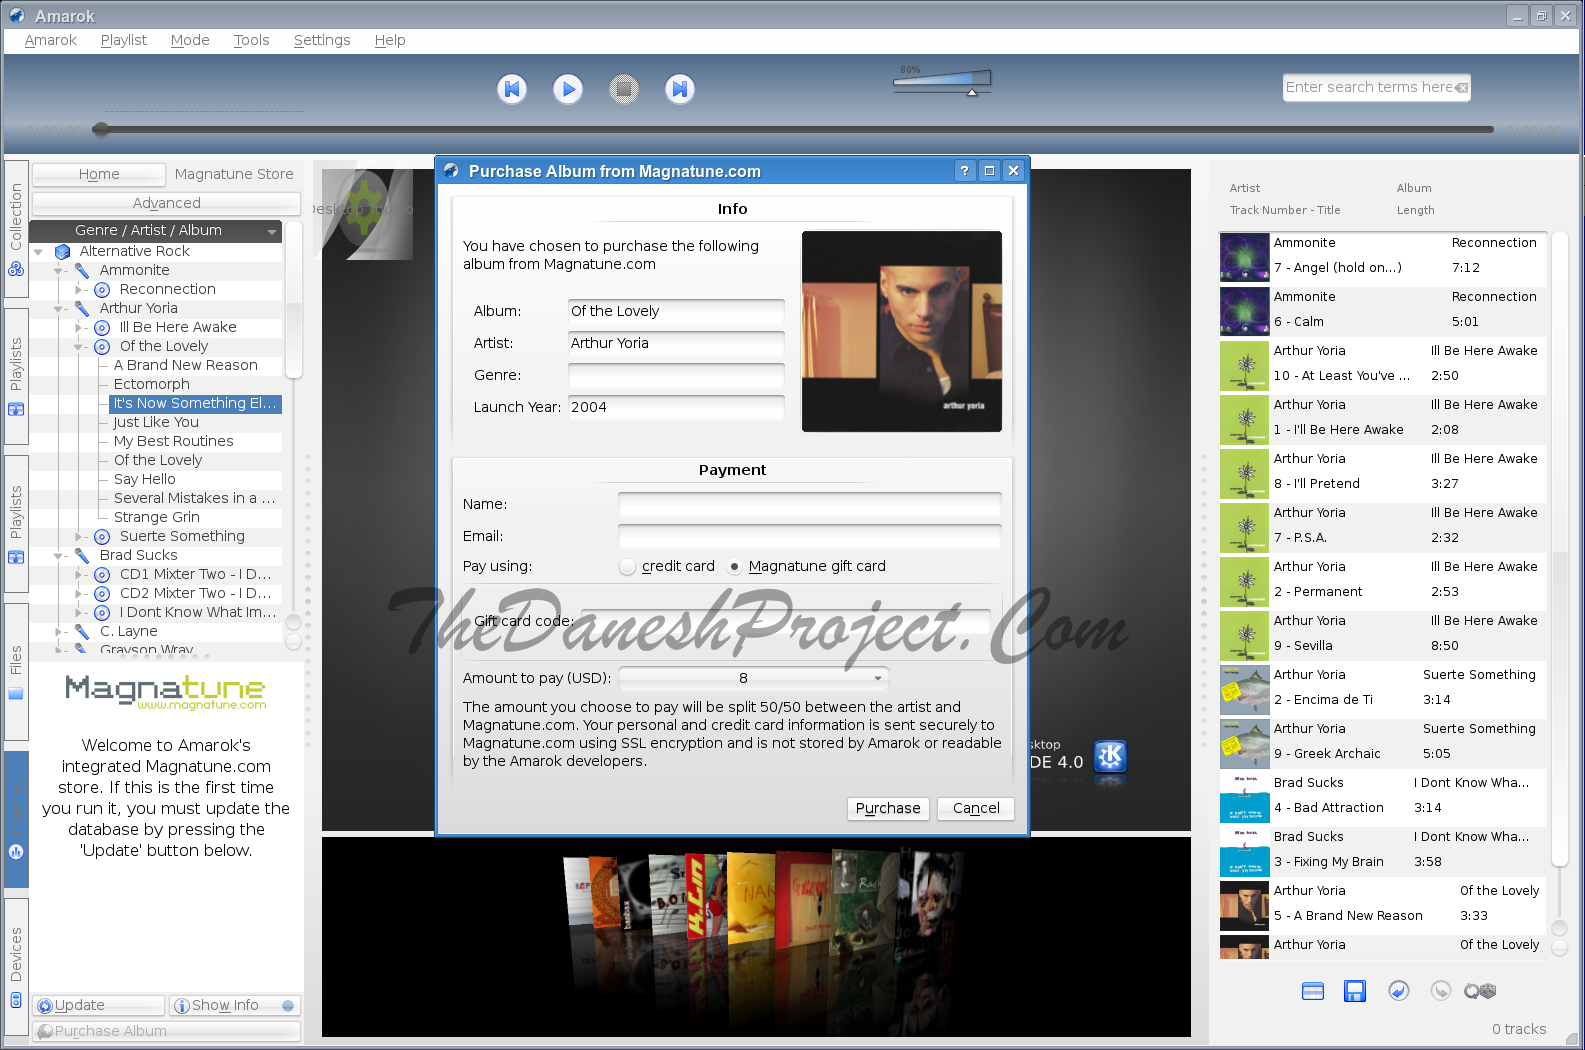 Amarok
Amarok Playlist Mode Tools Settings Help
80%
Enter search terms here
Collection
Playlists
Playlists
Files
Devices
Home Magnatune Store
Advanced
Genre / Artist / Album
Alternative Rock
Ammonite
Reconnection
Arthur Yoria
Ill Be Here Awake
Of the Lovely
A Brand New Reason
Ectomorph
It's Now Something El...
Just Like You
My Best Routines
Of the Lovely
Say Hello
Several Mistakes in a ...
Strange Grin
Suerte Something
Brad Sucks
CD1 Mixter Two - I D...
CD2 Mixter Two - I D...
I Dont Know What Im...
C. Layne
Grayson Wray
Magnatune
www.magnatune.com
Welcome to Amarok's
integrated Magnatune.com
store. If this is the first time
you run it, you must update the
database by pressing the
'Update' button below.
Update Show Info
Purchase Album
Purchase Album from Magnatune.com
?
Info
You have chosen to purchase the following
album from Magnatune.com
Album: Of the Lovely
Artist: Arthur Yoria
Genre:
Launch Year: 2004
arthur yoria
Payment
Name:
Email:
Pay using: credit card Magnatune gift card
Gift card code:
TheDaneshProject.Com
Amount to pay (USD): 8
The amount you choose to pay will be split 50/50 between the artist and
Magnatune.com. Your personal and credit card information is sent securely to
Magnatune.com using SSL encryption and is not stored by Amarok or readable
by the Amarok developers.
Purchase Cancel
DE 4.0
Artist Album
Track Number - Title Length
Ammonite Reconnection
7 - Angel (hold on...) 7:12
Ammonite Reconnection
6 - Calm 5:01
Arthur Yoria Ill Be Here Awake
10 - At Least You've ... 2:50
Arthur Yoria Ill Be Here Awake
1 - I'll Be Here Awake 2:08
Arthur Yoria Ill Be Here Awake
8 - I'll Pretend 3:27
Arthur Yoria Ill Be Here Awake
7 - P.S.A. 2:32
Arthur Yoria Ill Be Here Awake
2 - Permanent 2:53
Arthur Yoria Ill Be Here Awake
9 - Sevilla 8:50
Arthur Yoria Suerte Something
2 - Encima de Ti 3:14
Arthur Yoria Suerte Something
9 - Greek Archaic 5:05
Brad Sucks I Dont Know Wha...
4 - Bad Attraction 3:14
Brad Sucks I Dont Know Wha...
3 - Fixing My Brain 3:58
Arthur Yoria Of the Lovely
5 - A Brand New Reason 3:33
Arthur Yoria Of the Lovely
0 tracks